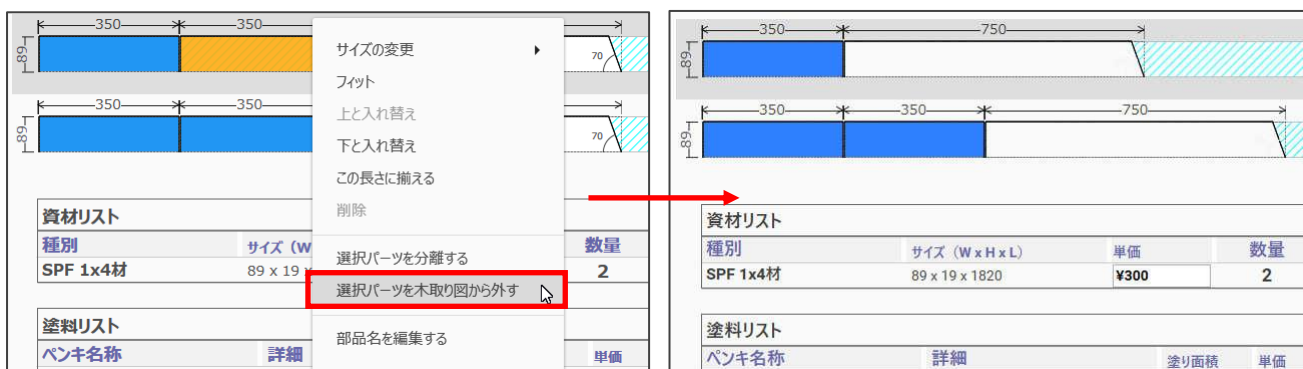 350 350
89
70
350 350
89
70
サイズの変更
フィット
上と入れ替え
下と入れ替え
この長さに揃える
削除
選択パーツを分離する
選択パーツを木取り図から外す
部品名を編集する
資材リスト
種別 サイズ (W 数量
SPF 1x4材 89 x 19 x 2
塗料リスト
ペンキ名称 詳細 単価
350 750
89
350 350 750
89
資材リスト
種別 サイズ (W x H x L) 単価 数量
SPF 1x4材 89 x 19 x 1820 ¥300 2
塗料リスト
ペンキ名称 詳細 塗り面積 単価